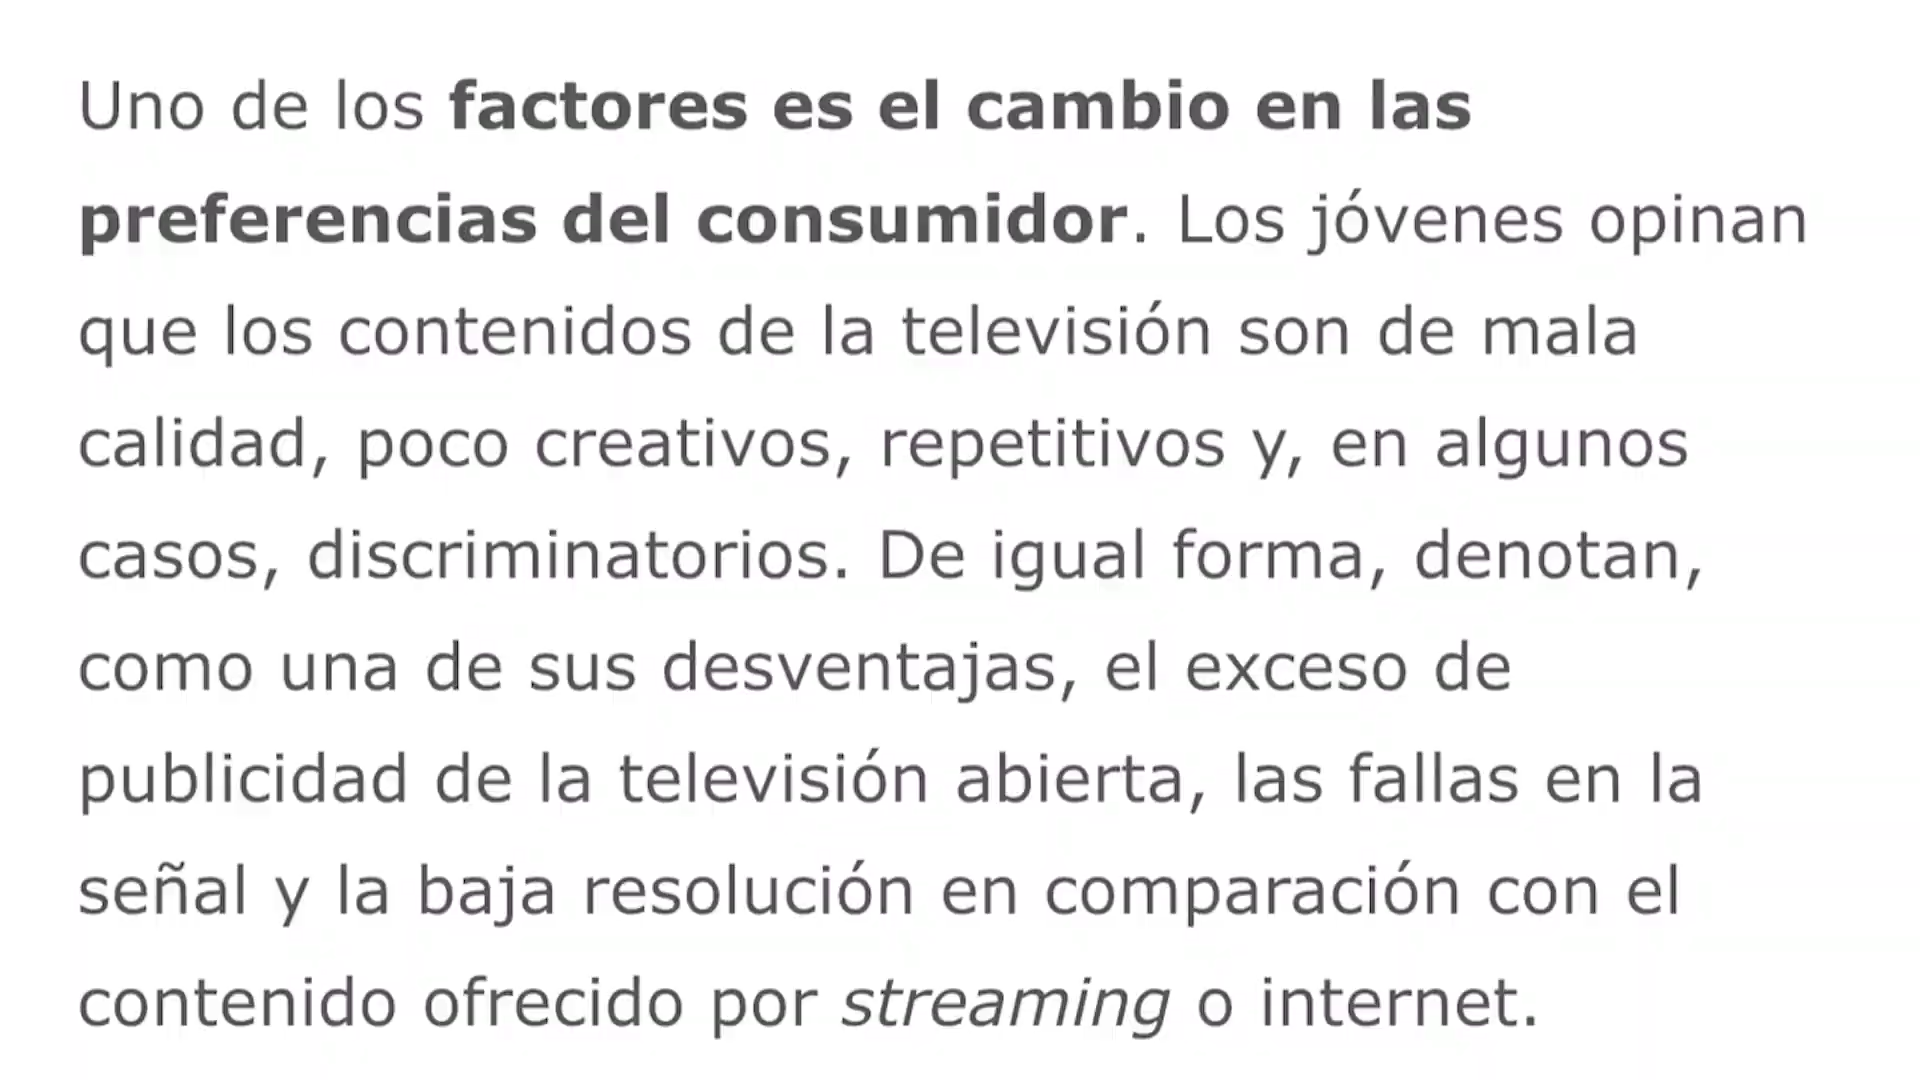 Uno de los factores es el cambio en las
preferencias del consumidor. Los jóvenes opinan
que los contenidos de la televisión son de mala
calidad, poco creativos, repetitivos y, en algunos
casos, discriminatorios. De igual forma, denotan,
como una de sus desventajas, el exceso de
publicidad de la televisión abierta, las fallas en la
señal y la baja resolución en comparación con el
contenido ofrecido por streaming o internet.